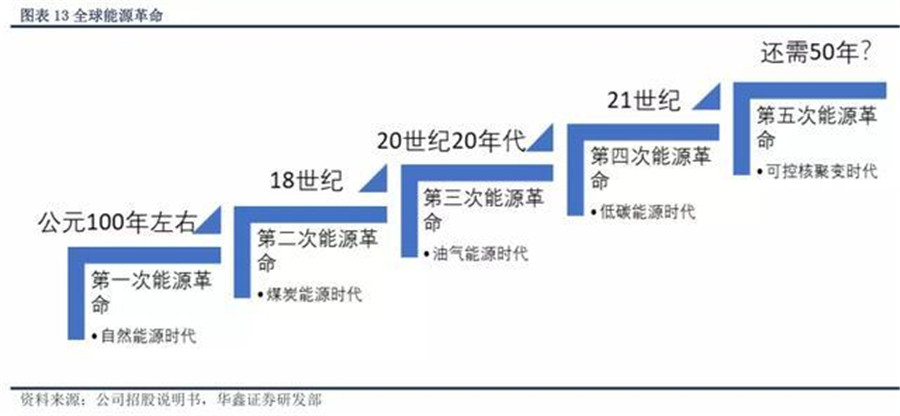 图表 13 全球能源革命
还需50年？
21世纪
第五次能源革
命
•可控核聚变时代
20世纪20年代
第四次能源革
命
•低碳能源时代
18世纪
第三次能源革
命
•油气能源时代
公元100年左右
第二次能源革
命
•煤炭能源时代
第一次能源革
命
•自然能源时代
资料来源：公司招股说明书，华鑫证券研发部